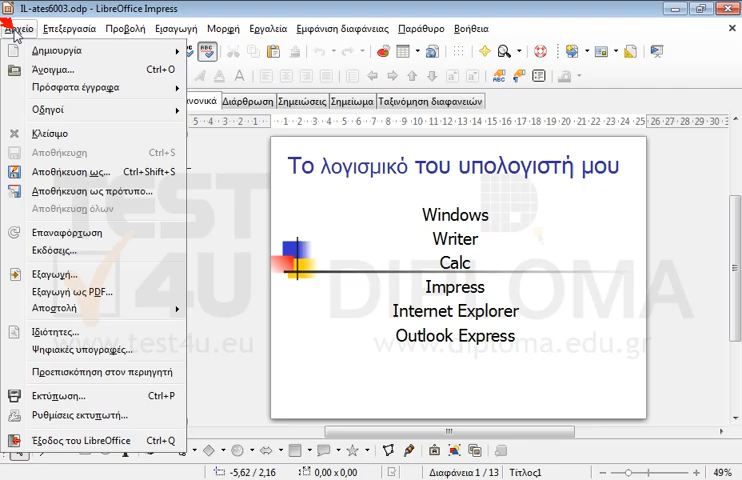 IL-ates6003.odp - LibreOffice Impress
Αρχείο Επεξεργασία Προβολή Εισαγωγή Μορφή Εργαλεία Εμφάνιση διαφάνειας Παράθυρο Βοήθεια
Δημιουργία
Άνοιγμα... Ctrl+O
Πρόσφατα έγγραφα
Οδηγοί
Κλείσιμο
Αποθήκευση Ctrl+S
Αποθήκευση ως... Ctrl+Shift+S
Αποθήκευση ως πρότυπο...
Αποθήκευση όλων
Επαναφόρτωση
Εκδόσεις...
Εξαγωγή...
Εξαγωγή ως PDF...
Αποστολή
Ιδιότητες...
Ψηφιακές υπογραφές...
Προεπισκόπηση στον περιηγητή
Εκτύπωση... Ctrl+P
Ρυθμίσεις εκτυπωτή...
Έξοδος του LibreOffice Ctrl+Q
νονικά Διάρθρωση Σημειώσεις Σημείωμα Ταξινόμηση διαφανειών
Το λογισμικό του υπολογιστή μου
Windows
Writer
Calc
Impress
Internet Explorer
Outlook Express
TEST4U DIPLOMA
www.test4u.eu www.diploma.edu.gr
-5,62 / 2,16 0,00 x 0,00 Διαφάνεια 1 / 13 Τίτλος1 49%